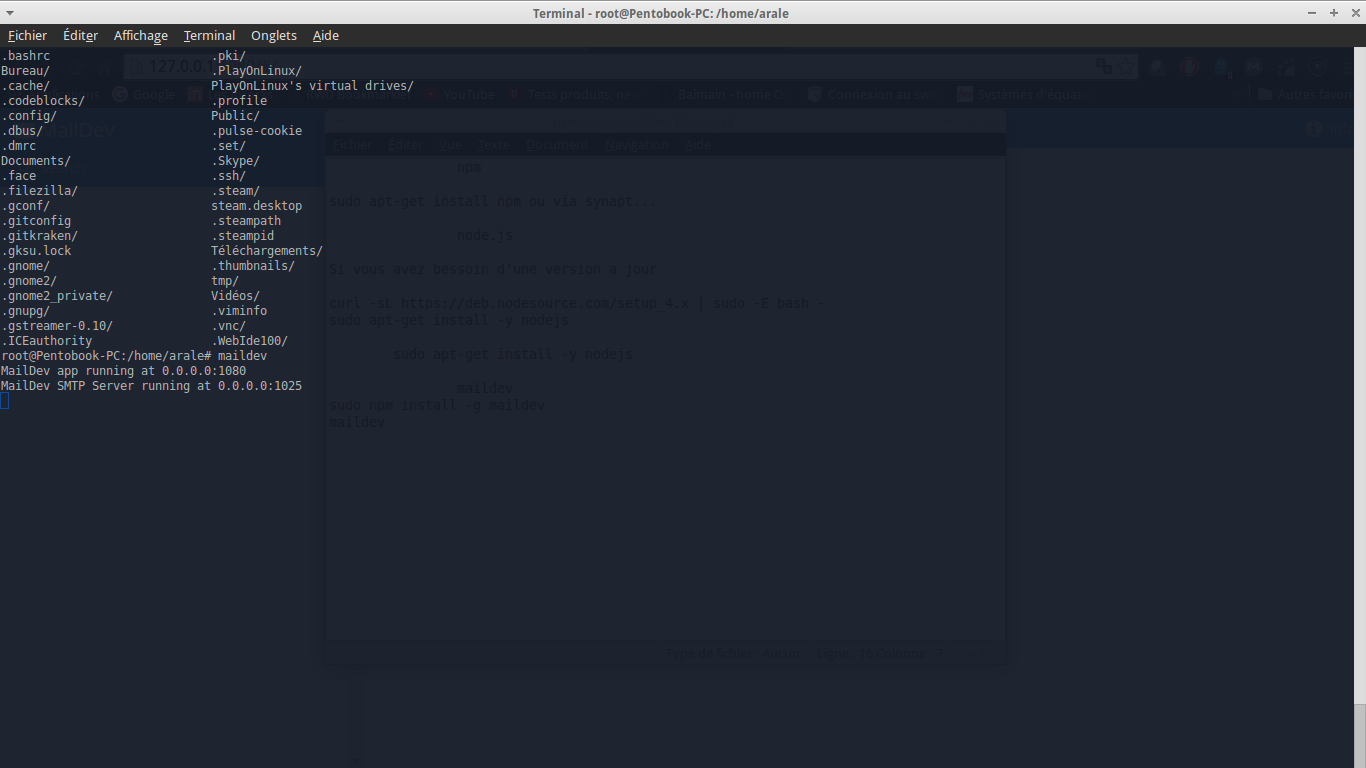 Terminal - root@Pentobook-PC: /home/arale
Fichier Éditer Affichage Terminal Onglets Aide
.bashrc .pki/
Bureau/ .PlayOnLinux/
.cache/ PlayOnLinux's virtual drives/
.codeblocks/ .profile
.config/ Public/
.dbus/ .pulse-cookie
.dmrc .set/
Documents/ .Skype/
.face .ssh/
.filezilla/ .steam/
.gconf/ steam.desktop
.gitconfig .steampath
.gitkraken/ .steampid
.gksu.lock Téléchargements/
.gnome/ .thumbnails/
.gnome2/ tmp/
.gnome2_private/ Vidéos/
.gnupg/ .viminfo
.gstreamer-0.10/ .vnc/
.ICEauthority .WebIde100/
root@Pentobook-PC:/home/arale# maildev
MailDev app running at 0.0.0.0:1080
MailDev SMTP Server running at 0.0.0.0:1025
127.0.0.
Google YouTube Tests produits, Balmain - home Connexion au Systèmes d'équa Autres favor
MailDev
Fichier Éditer Vue Texte Document Navigation Aide
npm
sudo apt-get install npm ou via synapt...
node.js
Si vous avez bessoin d'une version a jour
curl -sL https://deb.nodesource.com/setup_4.x | sudo -E bash -
sudo apt-get install -y nodejs
sudo apt-get install -y nodejs
maildev
sudo npm install -g maildev
maildev
Type de fichier Aucun Ligne Colonne